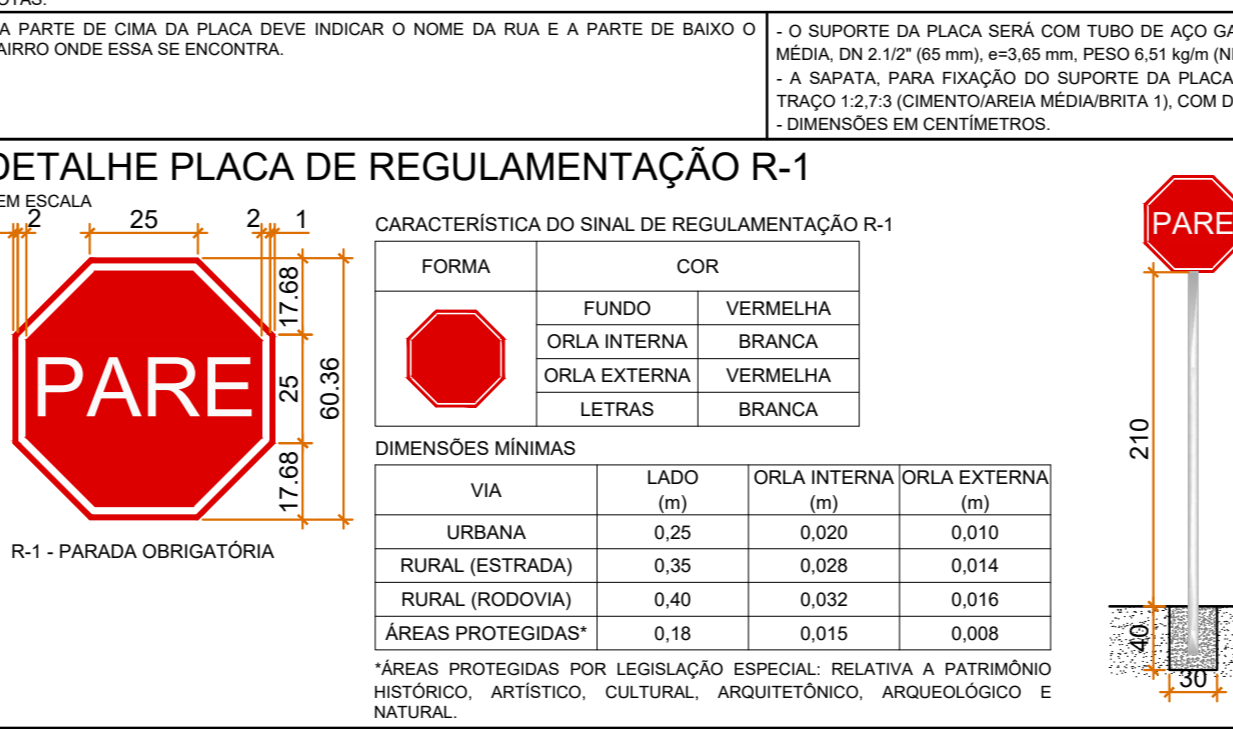 A PARTE DE CIMA DA PLACA DEVE INDICAR O NOME DA RUA E A PARTE DE BAIXO O
ONDE ESSA SE ENCONTRA.
- O SUPORTE DA PLACA SERÁ COM TUBO DE AÇO
MÉDIA, DN 2.1/2" (65 mm), e=3,65 mm, PESO 6,51 kg/m
- A SAPATA, PARA FIXAÇÃO DO SUPORTE DA PLACA
TRAÇO 1:2,7:3 (CIMENTO/AREIA MÉDIA/BRITA 1), COM
- DIMENSÕES EM CENTÍMETROS.
DETALHE PLACA DE REGULAMENTAÇÃO R-1
EM ESCALA
2 25 2 1
17.68
25
60.36
17.68
PARE
R-1 - PARADA OBRIGATÓRIA
CARACTERÍSTICA DO SINAL DE REGULAMENTAÇÃO R-1
FORMA COR
FUNDO VERMELHA
ORLA INTERNA BRANCA
ORLA EXTERNA VERMELHA
LETRAS BRANCA
DIMENSÕES MÍNIMAS
VIA LADO (m) ORLA INTERNA (m) ORLA EXTERNA (m)
URBANA 0,25 0,020 0,010
RURAL (ESTRADA) 0,35 0,028 0,014
RURAL (RODOVIA) 0,40 0,032 0,016
ÁREAS PROTEGIDAS* 0,18 0,015 0,008
*ÁREAS PROTEGIDAS POR LEGISLAÇÃO ESPECIAL: RELATIVA A PATRIMÔNIO
HISTÓRICO, ARTÍSTICO, CULTURAL, ARQUITETÔNICO, ARQUEOLÓGICO E
NATURAL.
PARE
210
40
30